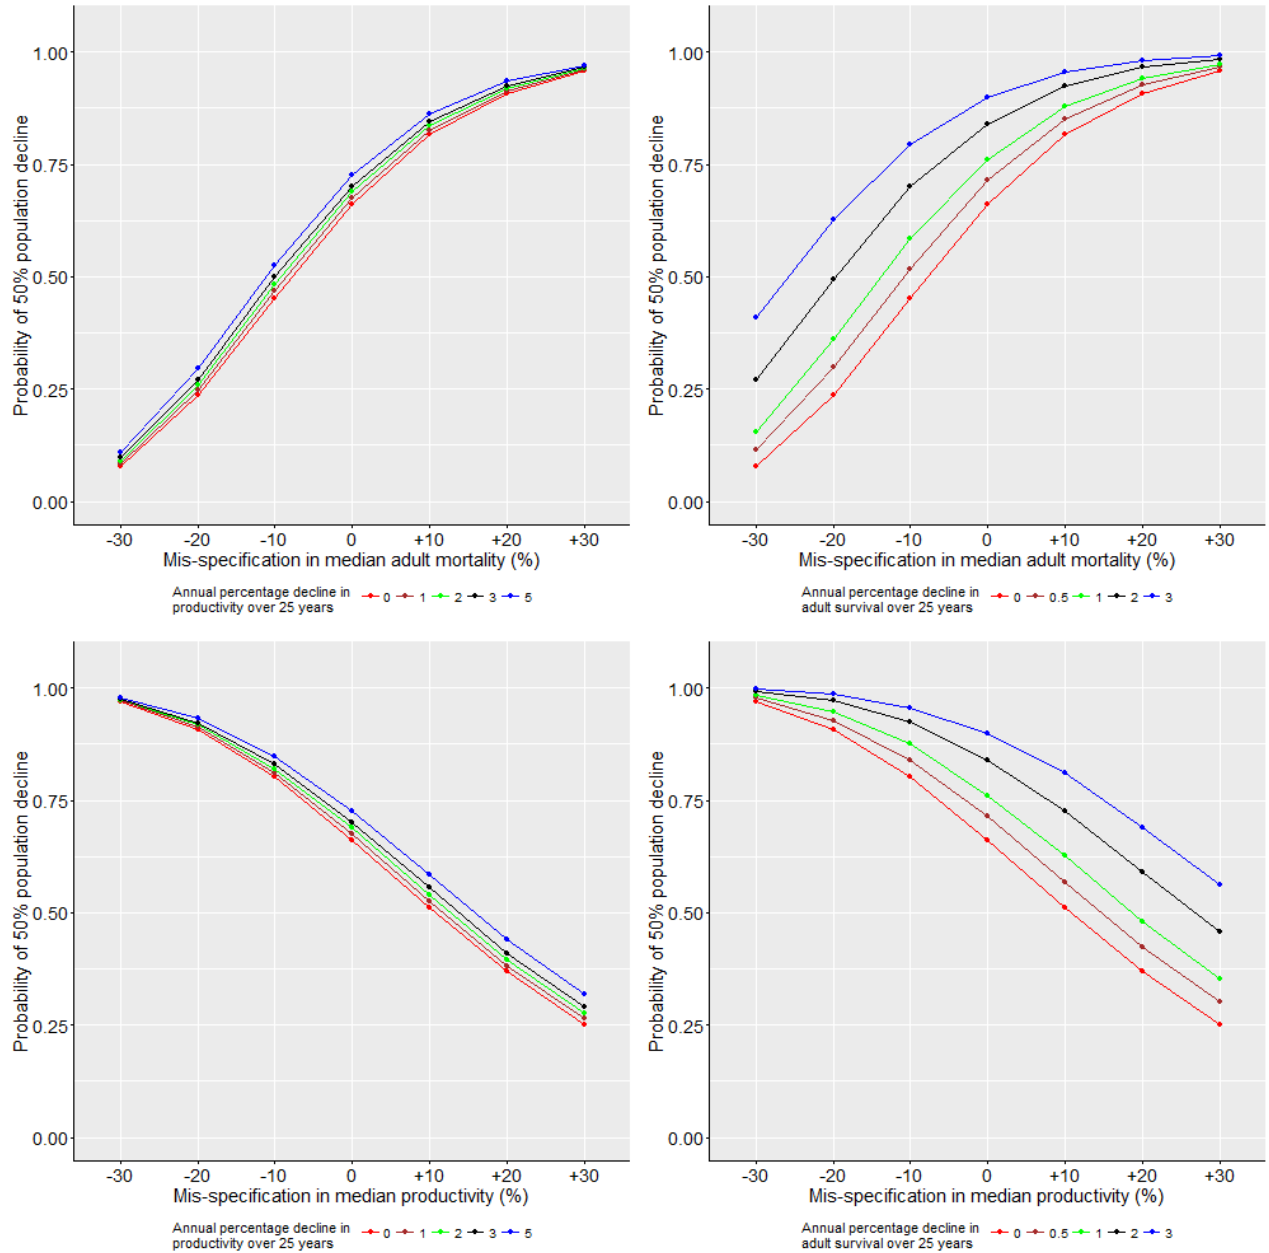 Probability of 50% population decline
1.00
0.75
0.50
0.25
0.00
-30 -20 -10 0 +10 +20 +30
Mis-specification in median adult mortality (%)
Annual percentage decline in
productivity over 25 years
0 1 2 3 5
Probability of 50% population decline
1.00
0.75
0.50
0.25
0.00
-30 -20 -10 0 +10 +20 +30
Mis-specification in median adult mortality (%)
Annual percentage decline in
adult survival over 25 years
0 0.5 1 2 3
Probability of 50% population decline
1.00
0.75
0.50
0.25
0.00
-30 -20 -10 0 +10 +20 +30
Mis-specification in median productivity (%)
Annual percentage decline in
productivity over 25 years
0 1 2 3 5
Probability of 50% population decline
1.00
0.75
0.50
0.25
0.00
-30 -20 -10 0 +10 +20 +30
Mis-specification in median productivity (%)
Annual percentage decline in
adult survival over 25 years
0 0.5 1 2 3